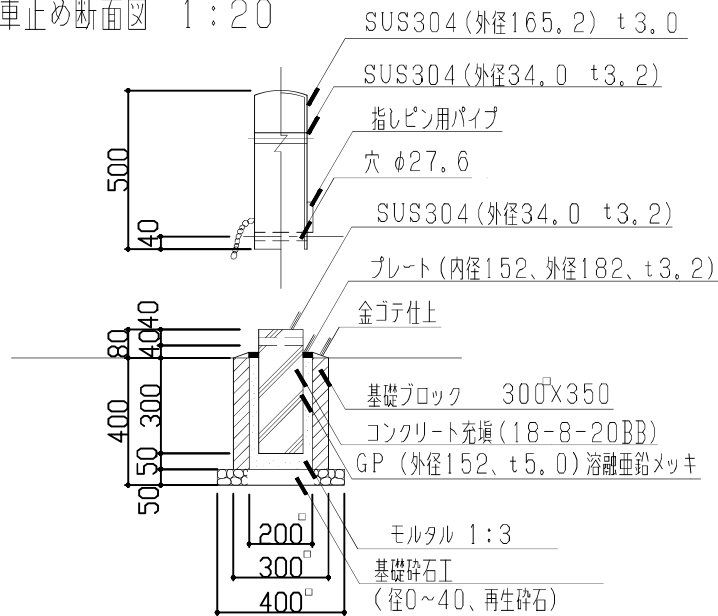 車止め断面図 1:20
SUS304(外径165.2) t3.0
SUS304(外径34.0 t3.2)
指しピン用パイプ
穴 φ27.6
SUS304(外径34.0 t3.2)
プレート(内径152、外径182、t3.2)
金ゴテ仕上
基礎ブロック 300□X350
コンクリート充填(18-8-20BB)
GP (外径152、t5.0)溶融亜鉛メッキ
モルタル 1:3
基礎砕石工
(径0~40、再生砕石)
500
40
40
80
40
400
300
50
50
200□
300□
400□